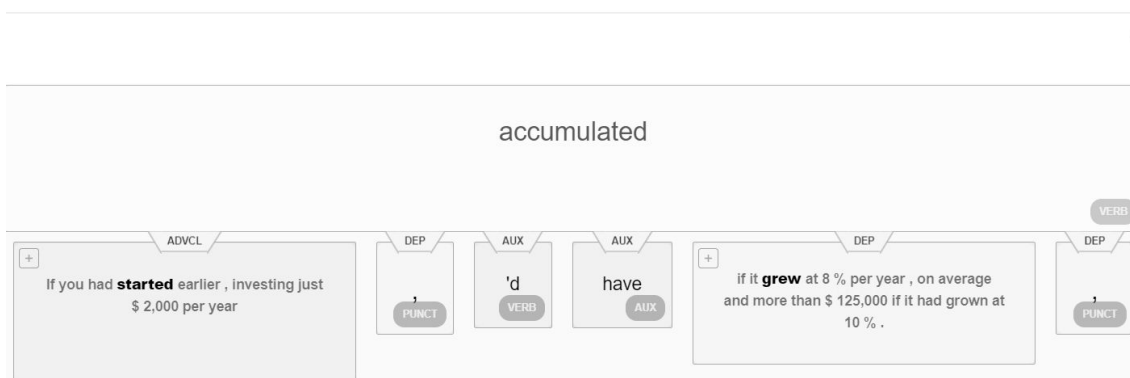 accumulated
VERB
ADVCL
DEP
AUX
AUX
DEP
DEP
+
If you had started earlier , investing just
$ 2,000 per year
,
PUNCT
'd
VERB
have
AUX
+
if it grew at 8 % per year , on average
and more than $ 125,000 if it had grown at
10 % .
,
PUNCT